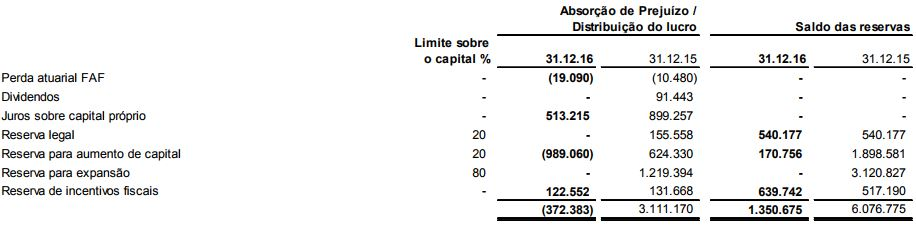 Absorção de Prejuízo /
Distribuição do lucro Saldo das reservas
Limite sobre
o capital % 31.12.16 31.12.15 31.12.16 31.12.15
Perda atuarial FAF - (19.090) (10.480) - -
Dividendos - - 91.443 - -
Juros sobre capital próprio - 513.215 899.257 - -
Reserva legal 20 - 155.558 540.177 540.177
Reserva para aumento de capital 20 (989.060) 624.330 170.756 1.898.581
Reserva para expansão 80 - 1.219.394 - 3.120.827
Reserva de incentivos fiscais - 122.552 131.668 639.742 517.190
(372.383) 3.111.170 1.350.675 6.076.775